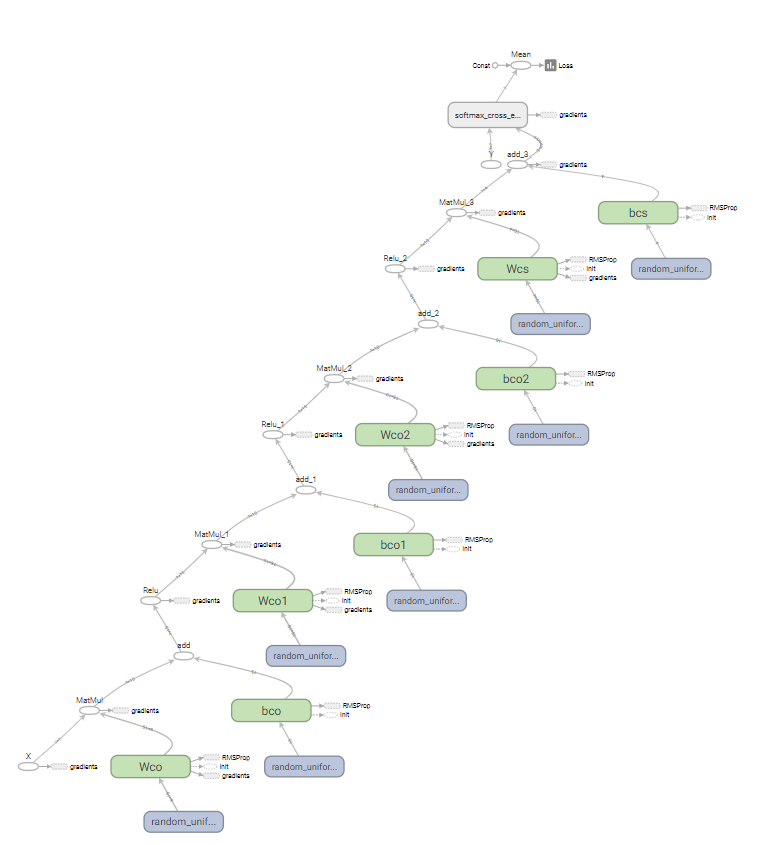 Mean
Const
Loss
softmax_cross_e...
gradients
Y
add_3
gradients
MatMul_3
gradients
bcs
RMSProp
init
Relu_2
gradients
Wcs
RMSProp
init
gradients
random_unifor...
add_2
random_unifor...
MatMul_2
gradients
bco2
RMSProp
init
Relu_1
gradients
Wco2
RMSProp
init
gradients
random_unifor...
add_1
random_unifor...
MatMul_1
gradients
bco1
RMSProp
init
Relu
gradients
Wco1
RMSProp
init
gradients
random_unifor...
add
random_unifor...
MatMul
gradients
bco
RMSProp
init
X
gradients
Wco
RMSProp
init
gradients
random_unifor...
random_unif...